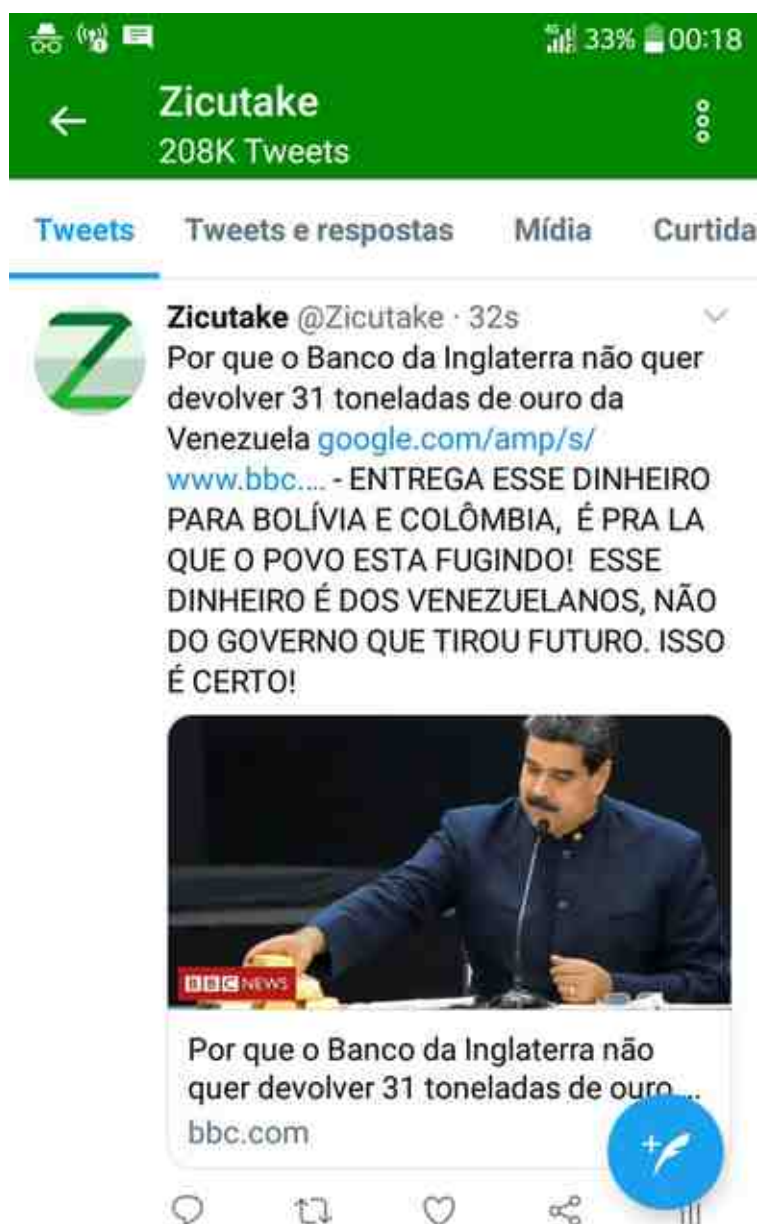 33% 00:18
Zicutake
208K Tweets
Tweets Tweets e respostas Mídia Curtida
Zicutake @Zicutake · 32s
Por que o Banco da Inglaterra não quer
devolver 31 toneladas de ouro da
Venezuela google.com/amp/s/
www.bbc.... - ENTREGA ESSE DINHEIRO
PARA BOLÍVIA E COLÔMBIA, É PRA LA
QUE O POVO ESTA FUGINDO! ESSE
DINHEIRO É DOS VENEZUELANOS, NÃO
DO GOVERNO QUE TIROU FUTURO. ISSO
É CERTO!
BBC NEWS
Por que o Banco da Inglaterra não
quer devolver 31 toneladas de ouro...
bbc.com